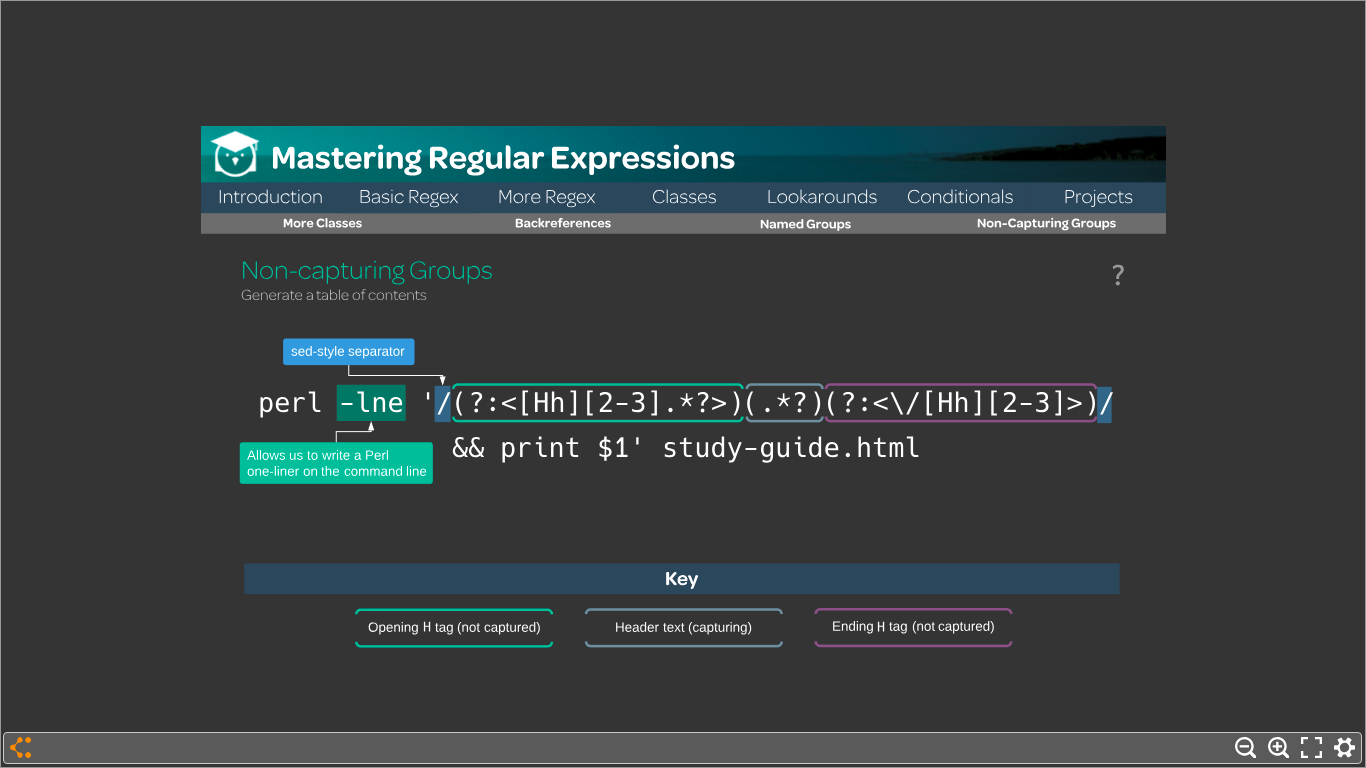 Mastering Regular Expressions
Introduction Basic Regex More Regex Classes Lookarounds Conditionals Projects
More Classes Backreferences Named Groups Non-Capturing Groups
Non-capturing Groups
?
Generate a table of contents
sed-style separator
perl -lne '/(?:<[Hh][2-3].*?>)(.*?)(?:<\/[Hh][2-3]>)/
&& print $1' study-guide.html
Allows us to write a Perl
one-liner on the command line
Key
Opening H tag (not captured) Header text (capturing) Ending H tag (not captured)